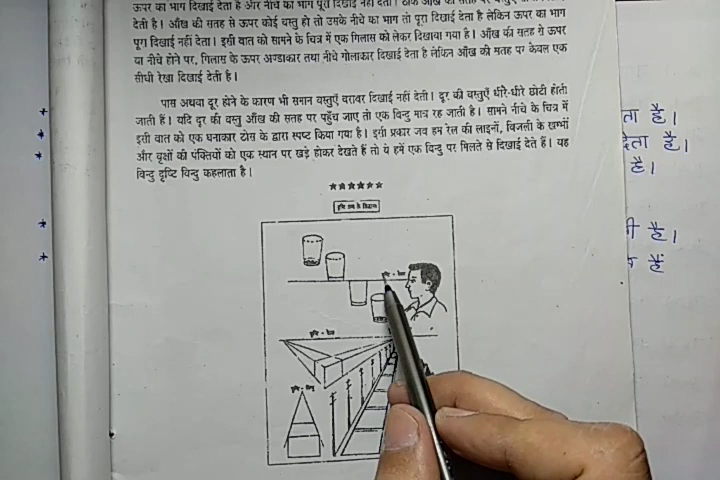 ऊपर का भाग दिखाई देता है और नीचे का भाग पूरा दिखाई नहीं देता।
देती है। आँख की सतह से ऊपर कोई वस्तु हो तो उसके नीचे का भाग तो पूरा दिखाई देता है लेकिन ऊपर का भाग
पूरा दिखाई नहीं देता। इसी बात को सामने के चित्र में एक गिलास को लेकर दिखाया गया है। आँख की सतह से ऊपर
या नीचे होने पर, गिलास के ऊपर अण्डाकार तथा नीचे गोलाकार दिखाई देता है लेकिन आँख की सतह पर केवल एक
सीधी रेखा दिखाई देती है।
पास अथवा दूर होने के कारण भी समान वस्तुएँ बराबर दिखाई नहीं देती। दूर की वस्तुएँ धीरे-धीरे छोटी होती
जाती हैं। यदि दूर की वस्तु आँख की सतह पर पहुँच जाए तो एक विन्दु मात्र रह जाती है। सामने नीचे के चित्र में
इसी बात को एक घनाकार ठोस के द्वारा स्पष्ट किया गया है। इसी प्रकार जब हम रेल की लाइनों, बिजली के खम्भों
और वृक्षों की पंक्तियों को एक स्थान पर खड़े होकर देखते हैं तो ये हमें एक विन्दु पर मिलते से दिखाई देते हैं। यह
विन्दु दृष्टि विन्दु कहलाता है।
ता है।
देता है।
है।
है।
हैं
दृष्टि - रेखा
दृष्टि - रेखा
दृष्टि - विन्दु